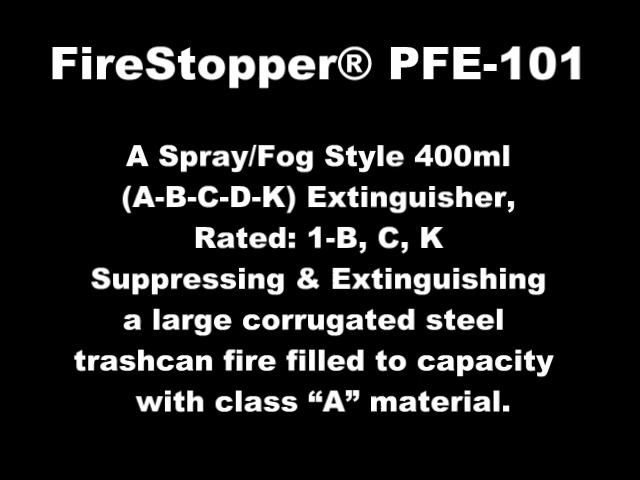 FireStopper® PFE-101
A Spray/Fog Style 400ml
(A-B-C-D-K) Extinguisher,
Rated: 1-B, C, K
Suppressing & Extinguishing
a large corrugated steel
trashcan fire filled to capacity
with class “A” material.